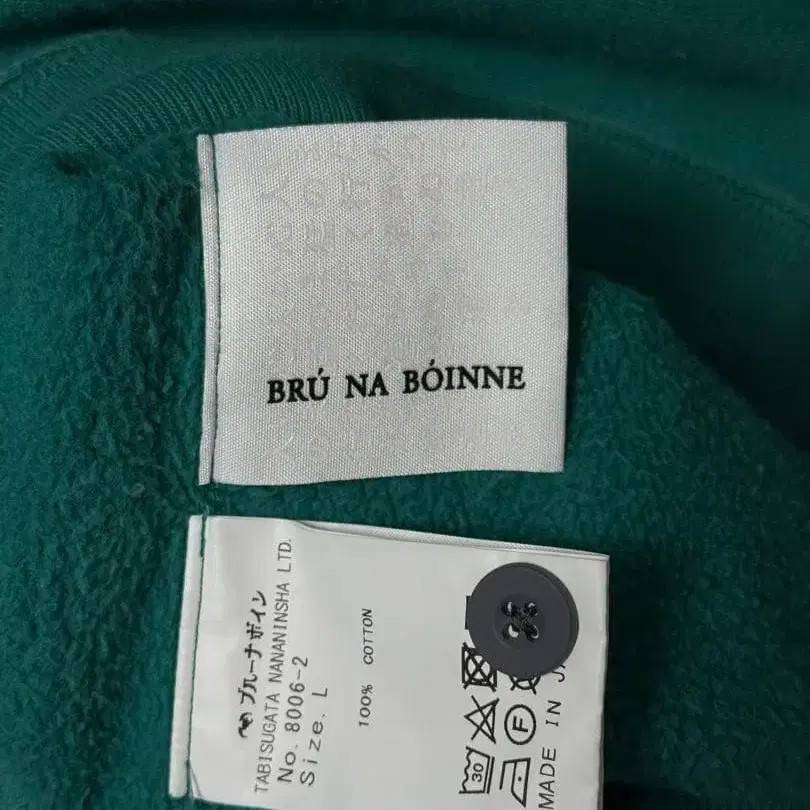 BRÚ NA BÓINNE
ブルーナボイン
TABISUGATA NANANINSHA LTD.
No. 8006-2
Size. L
100% COTTON
30
F
MADE IN